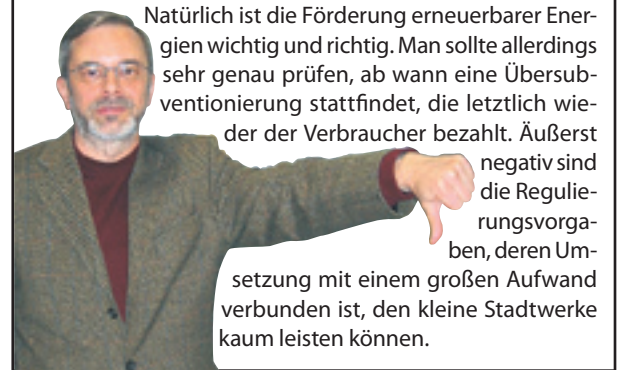 Natürlich ist die Förderung erneuerbarer Ener-
gien wichtig und richtig. Man sollte allerdings
sehr genau prüfen, ab wann eine Übersub-
ventionierung stattfindet, die letztlich wie-
der der Verbraucher bezahlt. Äußerst
negativ sind
die Regulie-
rungsvorga-
ben, deren Um-
setzung mit einem großen Aufwand
verbunden ist, den kleine Stadtwerke
kaum leisten können.